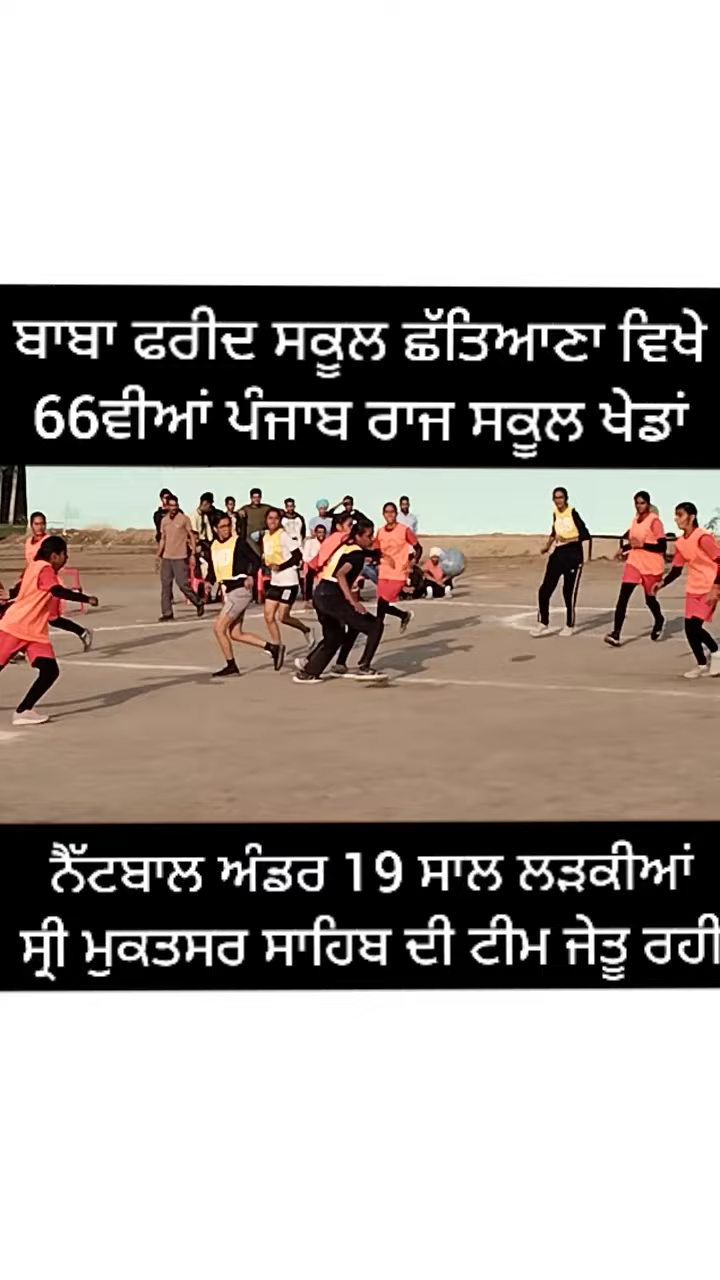 ਬਾਬਾ ਫਰੀਦ ਸਕੂਲ ਛੱਤਿਆਣਾ ਵਿਖੇ
66ਵੀਆਂ ਪੰਜਾਬ ਰਾਜ ਸਕੂਲ ਖੇਡਾਂ
ਨੈੱਟਬਾਲ ਅੰਡਰ 19 ਸਾਲ ਲੜਕੀਆਂ
ਸ੍ਰੀ ਮੁਕਤਸਰ ਸਾਹਿਬ ਦੀ ਟੀਮ ਜੇਤੂ ਰਹੀ